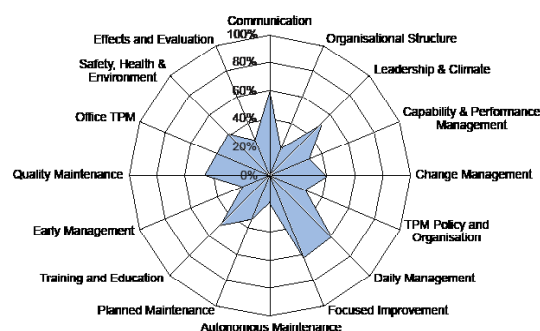 Communication
100%
Effects and Evaluation
Organisational Structure
80%
Safety, Health &
Environment
Leadership & Climate
60%
Office TPM
Capability & Performance
Management
40%
20%
Quality Maintenance
0%
Change Management
Early Management
TPM Policy and
Organisation
Training and Education
Daily Management
Planned Maintenance
Focused Improvement
Autonomous Maintenance